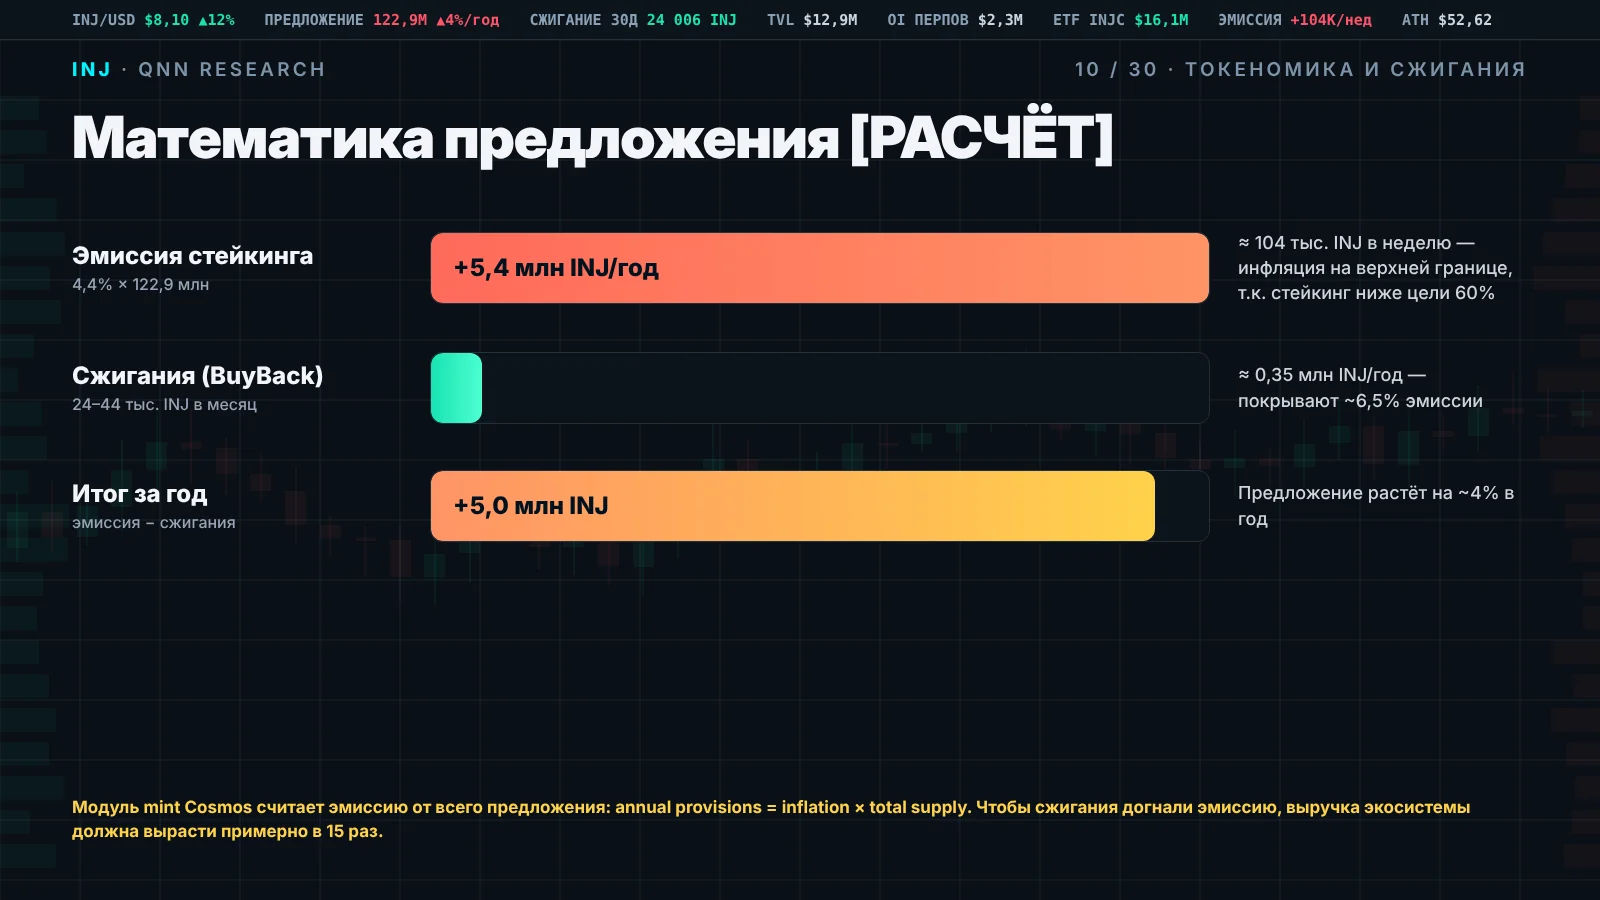 INJ/USD $8,10 ▲12% ПРЕДЛОЖЕНИЕ 122,9M ▲4%/год СЖИГАНИЕ 30Д 24 006 INJ TVL $12,9M OI ПЕРПОВ $2,3M ETF INJC $16,1M ЭМИССИЯ +104K/нед ATH $52,62
INJ · QNN RESEARCH
10 / 30 · ТОКЕНОМИКА И СЖИГАНИЯ
Математика предложения [РАСЧЁТ]
Эмиссия стейкинга
4,4% × 122,9 млн
+5,4 млн INJ/год
≈ 104 тыс. INJ в неделю —
инфляция на верхней границе,
т.к. стейкинг ниже цели 60%
Сжигания (BuyBack)
24–44 тыс. INJ в месяц
≈ 0,35 млн INJ/год —
покрывают ~6,5% эмиссии
Итог за год
эмиссия − сжигания
+5,0 млн INJ
Предложение растёт на ~4% в
год
Модуль mint Cosmos считает эмиссию от всего предложения: annual provisions = inflation × total supply. Чтобы сжигания догнали эмиссию, выручка экосистемы
должна вырасти примерно в 15 раз.